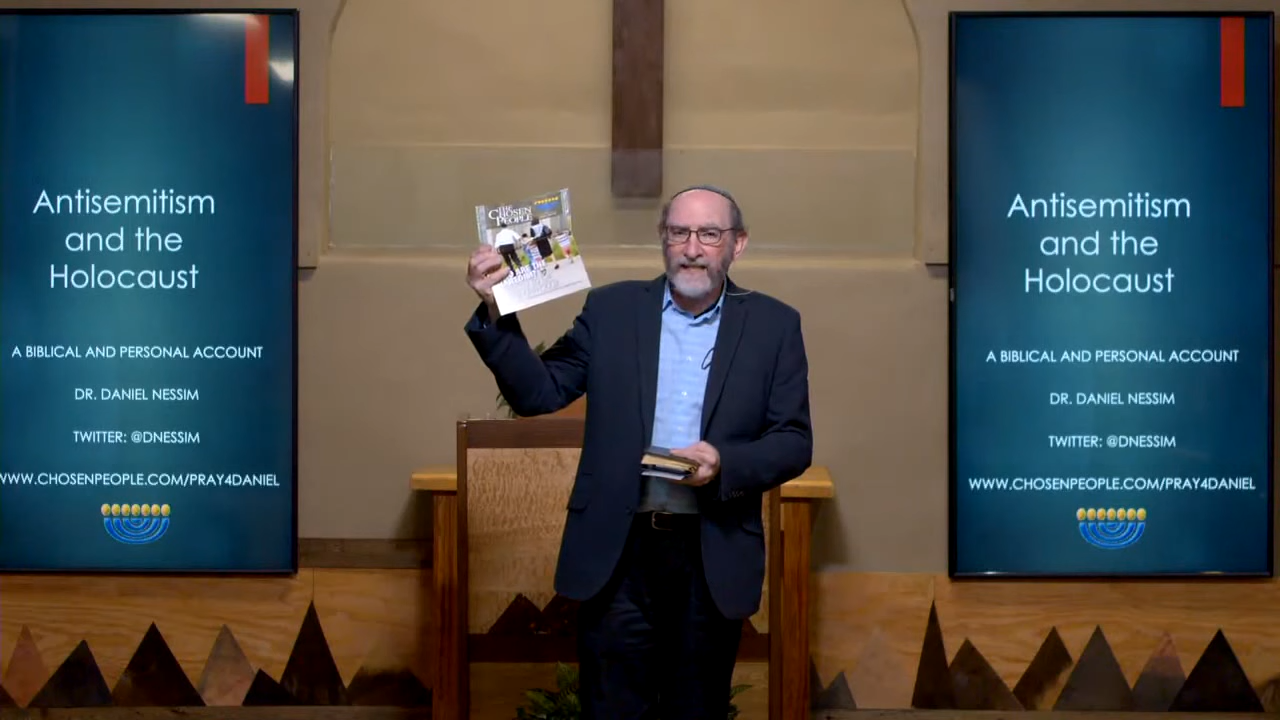 Antisemitism
and the
Holocaust
A BIBLICAL AND PERSONAL ACCOUNT
DR. DANIEL NESSIM
TWITTER: @DNESSIM
WWW.CHOSENPEOPLE.COM/PRAY4DANIEL
THE
CHOSEN
PEOPLE
Antisemitism
and the
Holocaust
A BIBLICAL AND PERSONAL ACCOUNT
DR. DANIEL NESSIM
TWITTER: @DNESSIM
WWW.CHOSENPEOPLE.COM/PRAY4DANIEL